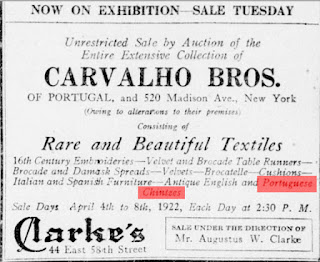 NOW ON EXHIBITION—SALE TUESDAY
Unrestricted Sale by Auction of the
Entire Extensive Collection of
CARVALHO BROS.
OF PORTUGAL, and 520 Madison Ave., New York
(Owing to alterations to their premises)
Consisting of
Rare and Beautiful Textiles
16th Century Embroideries—Velvet and Brocade Table Runners—
Brocade and Damask Spreads—Velvets—Brocatelle—Cushions—
Italian and Spanish Furniture—Antique English and Portuguese
Chintzes
Sale Days April 4th to 8th, 1922, Each Day at 2:30 P. M.
Clarke's
44 East 58th Street
SALE UNDER THE DIRECTION OF
Mr. Augustus W. Clarke